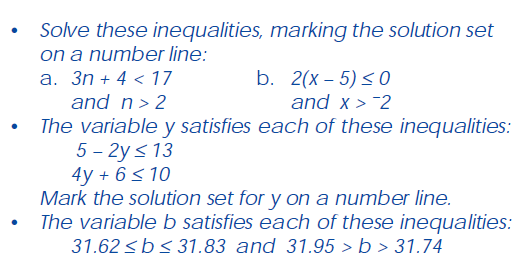 • Solve these inequalities, marking the solution set
on a number line:
a. 3n + 4 < 17 b. 2(x – 5) ≤ 0
and n > 2 and x > ⁻2
• The variable y satisfies each of these inequalities:
5 – 2y ≤ 13
4y + 6 ≤ 10
Mark the solution set for y on a number line.
• The variable b satisfies each of these inequalities:
31.62 ≤ b ≤ 31.83 and 31.95 > b > 31.74